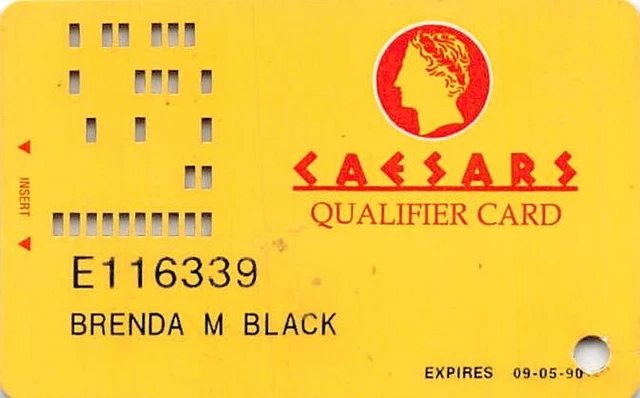 CAESARS
QUALIFIER CARD
INSERT
E116339
BRENDA M BLACK
EXPIRES 09-05-90